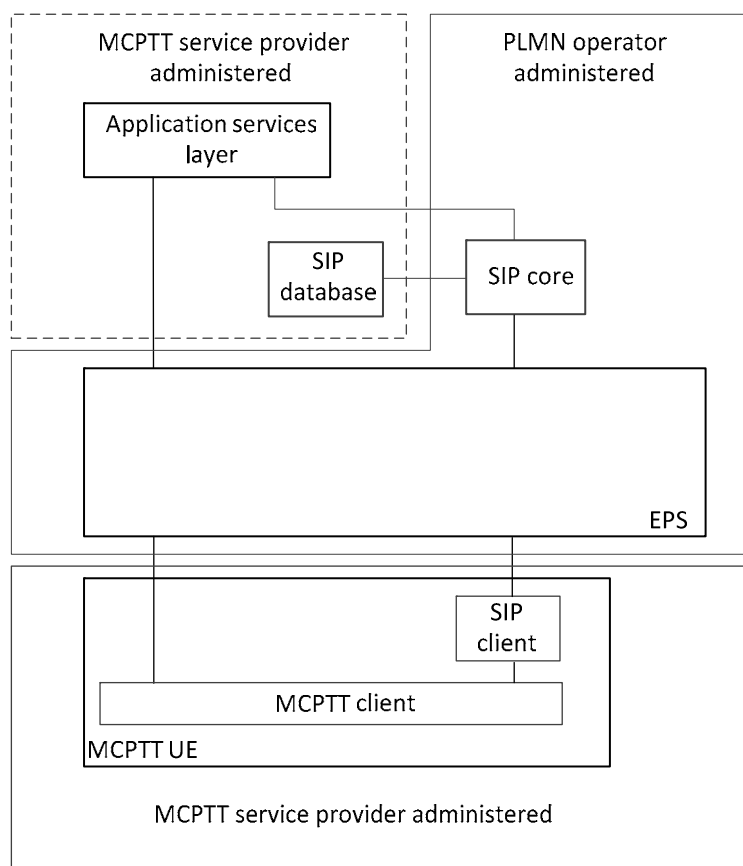 MCPTT service provider
administered
PLMN operator
administered
Application services
layer
SIP
database
SIP core
EPS
SIP
client
MCPTT client
MCPTT UE
MCPTT service provider administered